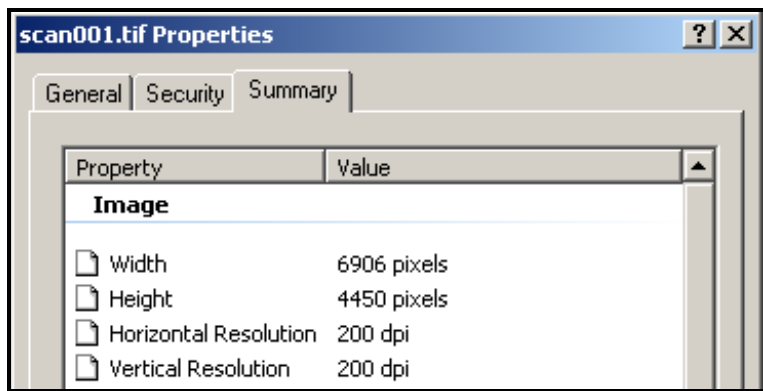 scan001.tif Properties
General Security Summary
Property Value
Image
Width 6906 pixels
Height 4450 pixels
Horizontal Resolution 200 dpi
Vertical Resolution 200 dpi